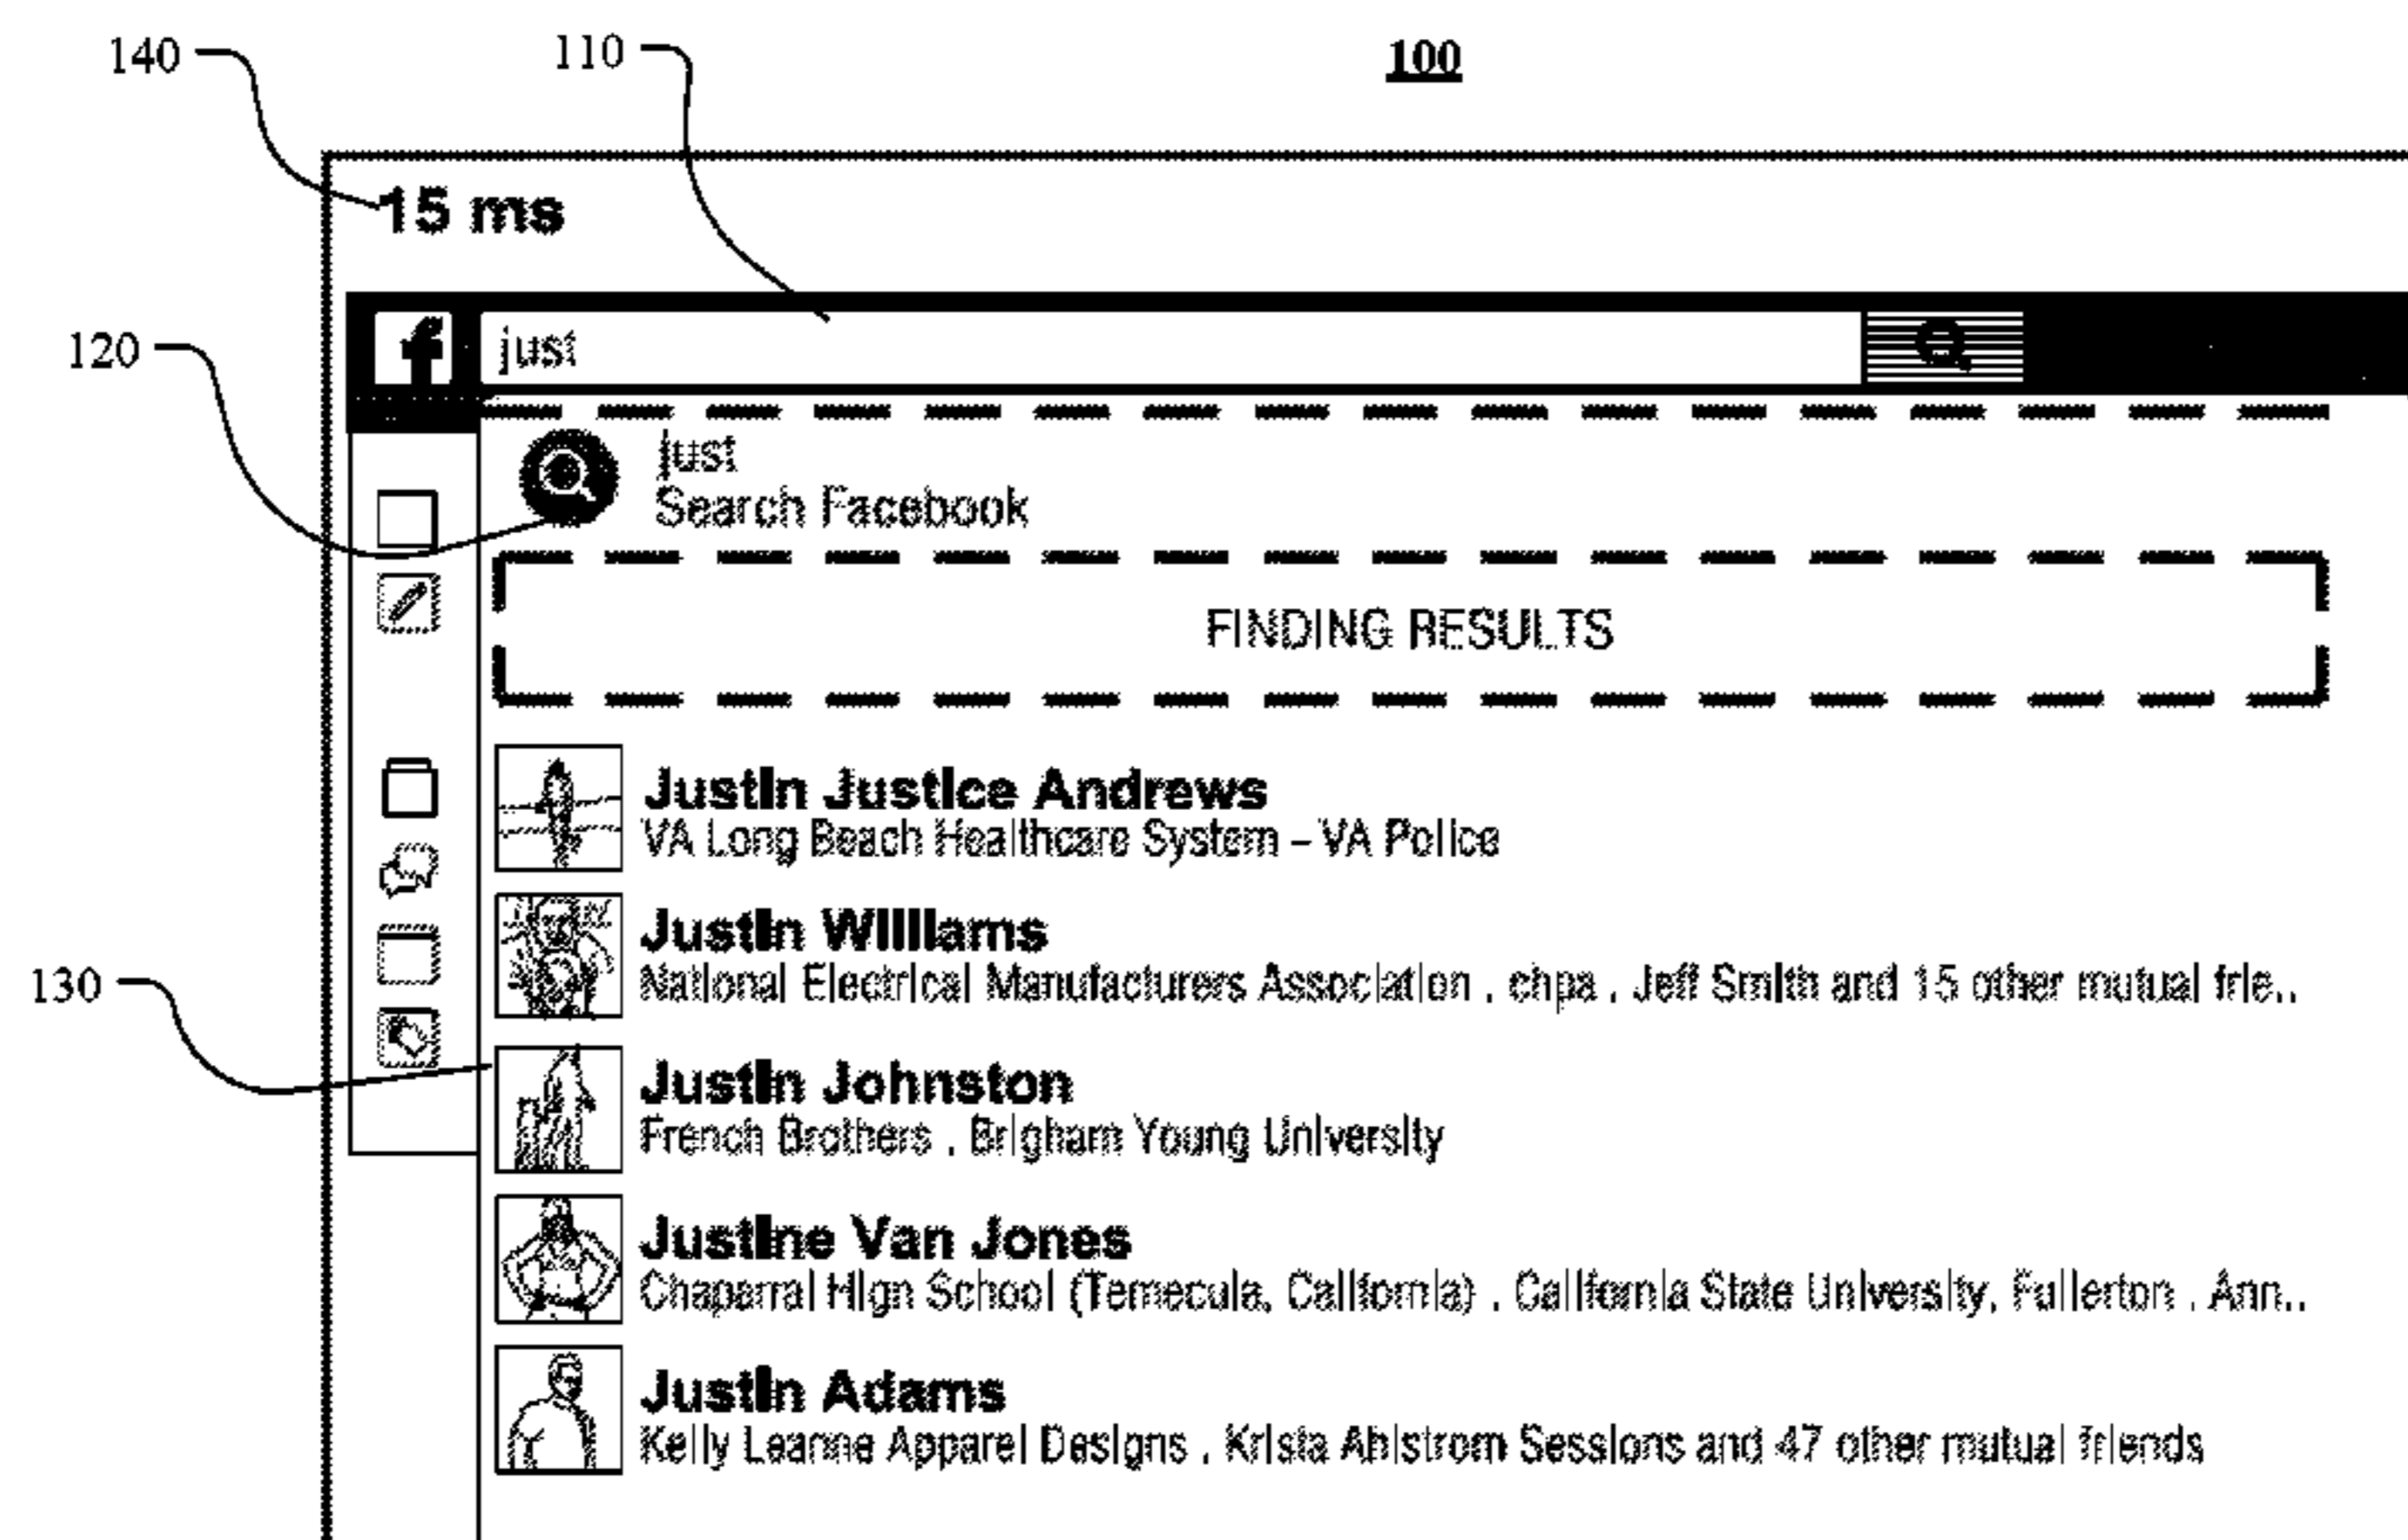 140
110
100
15 ms
120
f just
just
Search Facebook
FINDING RESULTS
Justin Justice Andrews
VA Long Beach Healthcare System – VA Police
Justin Williams
National Electrical Manufacturers Association . chpa . Jeff Smith and 15 other mutual frie..
130
Justin Johnston
French Brothers . Brigham Young University
Justine Van Jones
Chaparral Hign School (Temecula, California) . California State University, Fullerton . Ann..
Justin Adams
Kelly Leanne Apparel Designs . Krista Ahlstrom Sessions and 47 other mutual friends